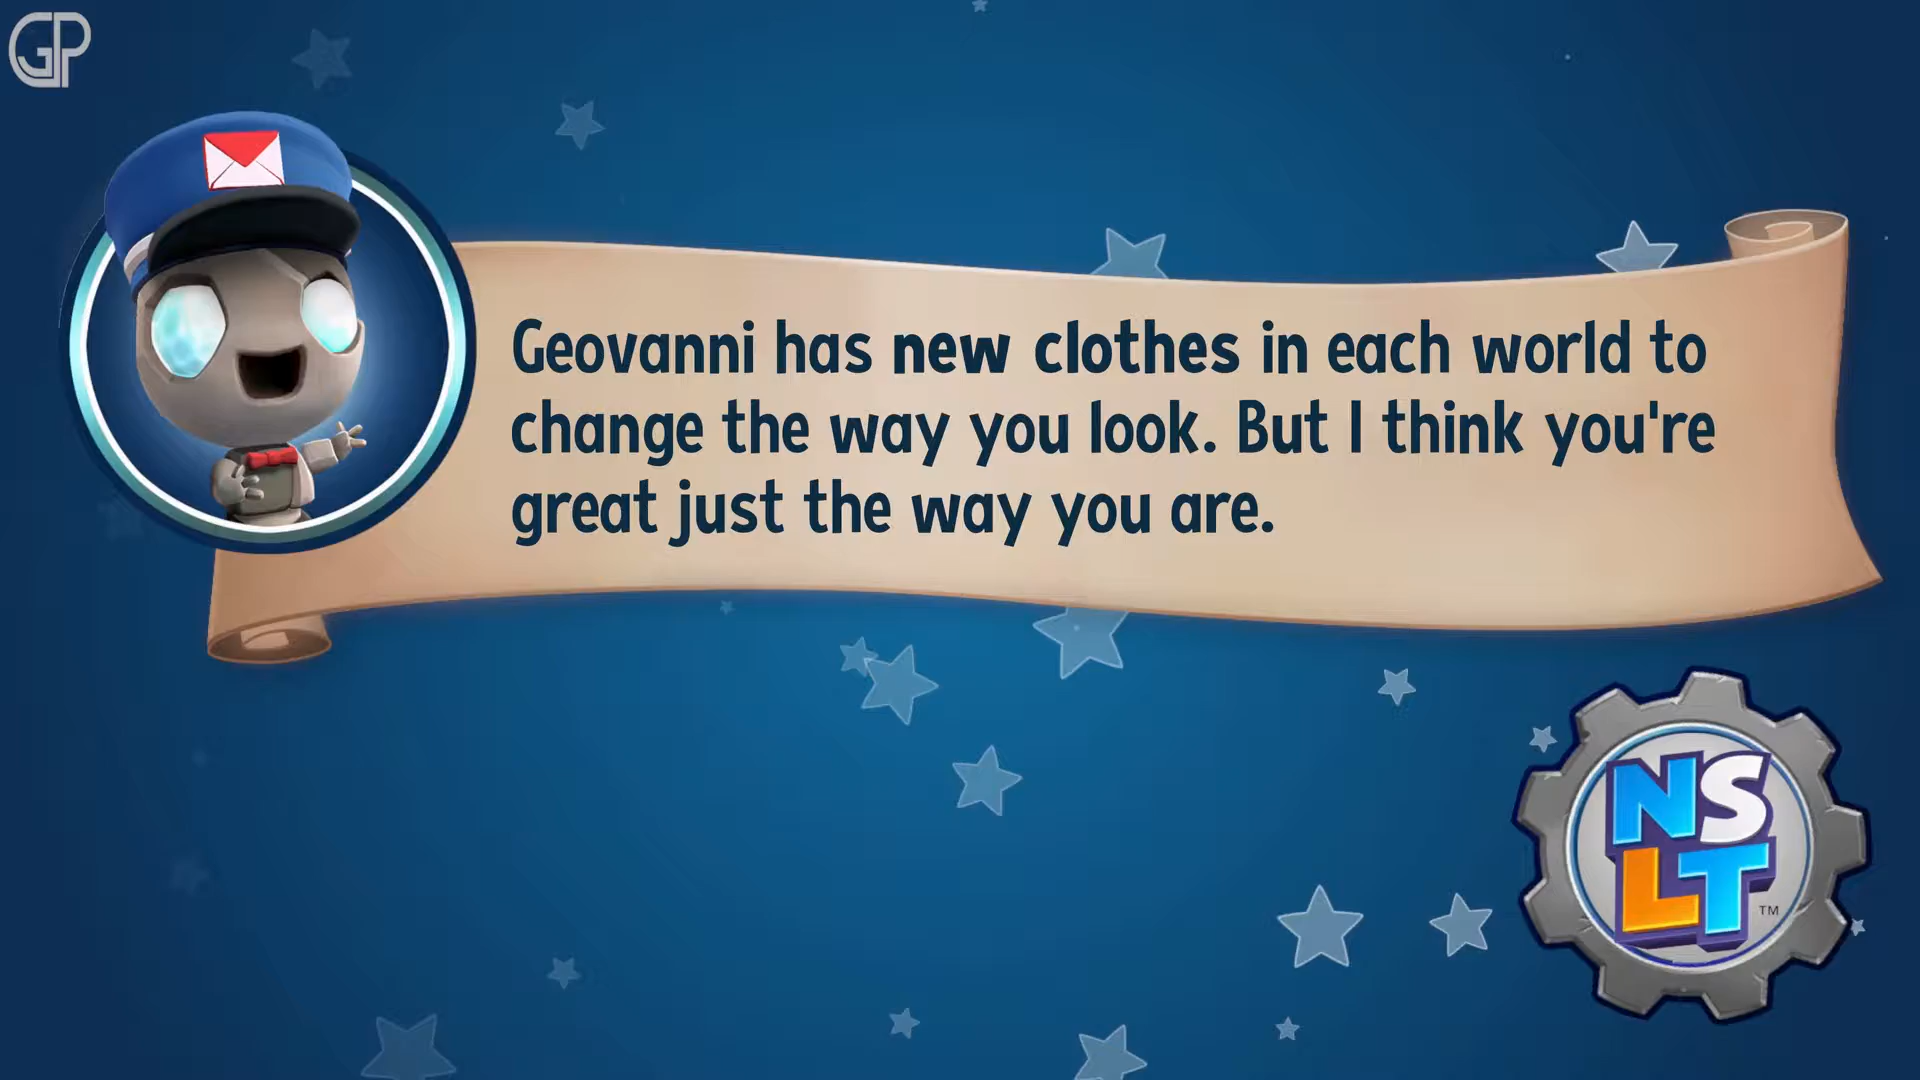 GP
Geovanni has new clothes in each world to
change the way you look. But I think you're
great just the way you are.
NS
LT
TM